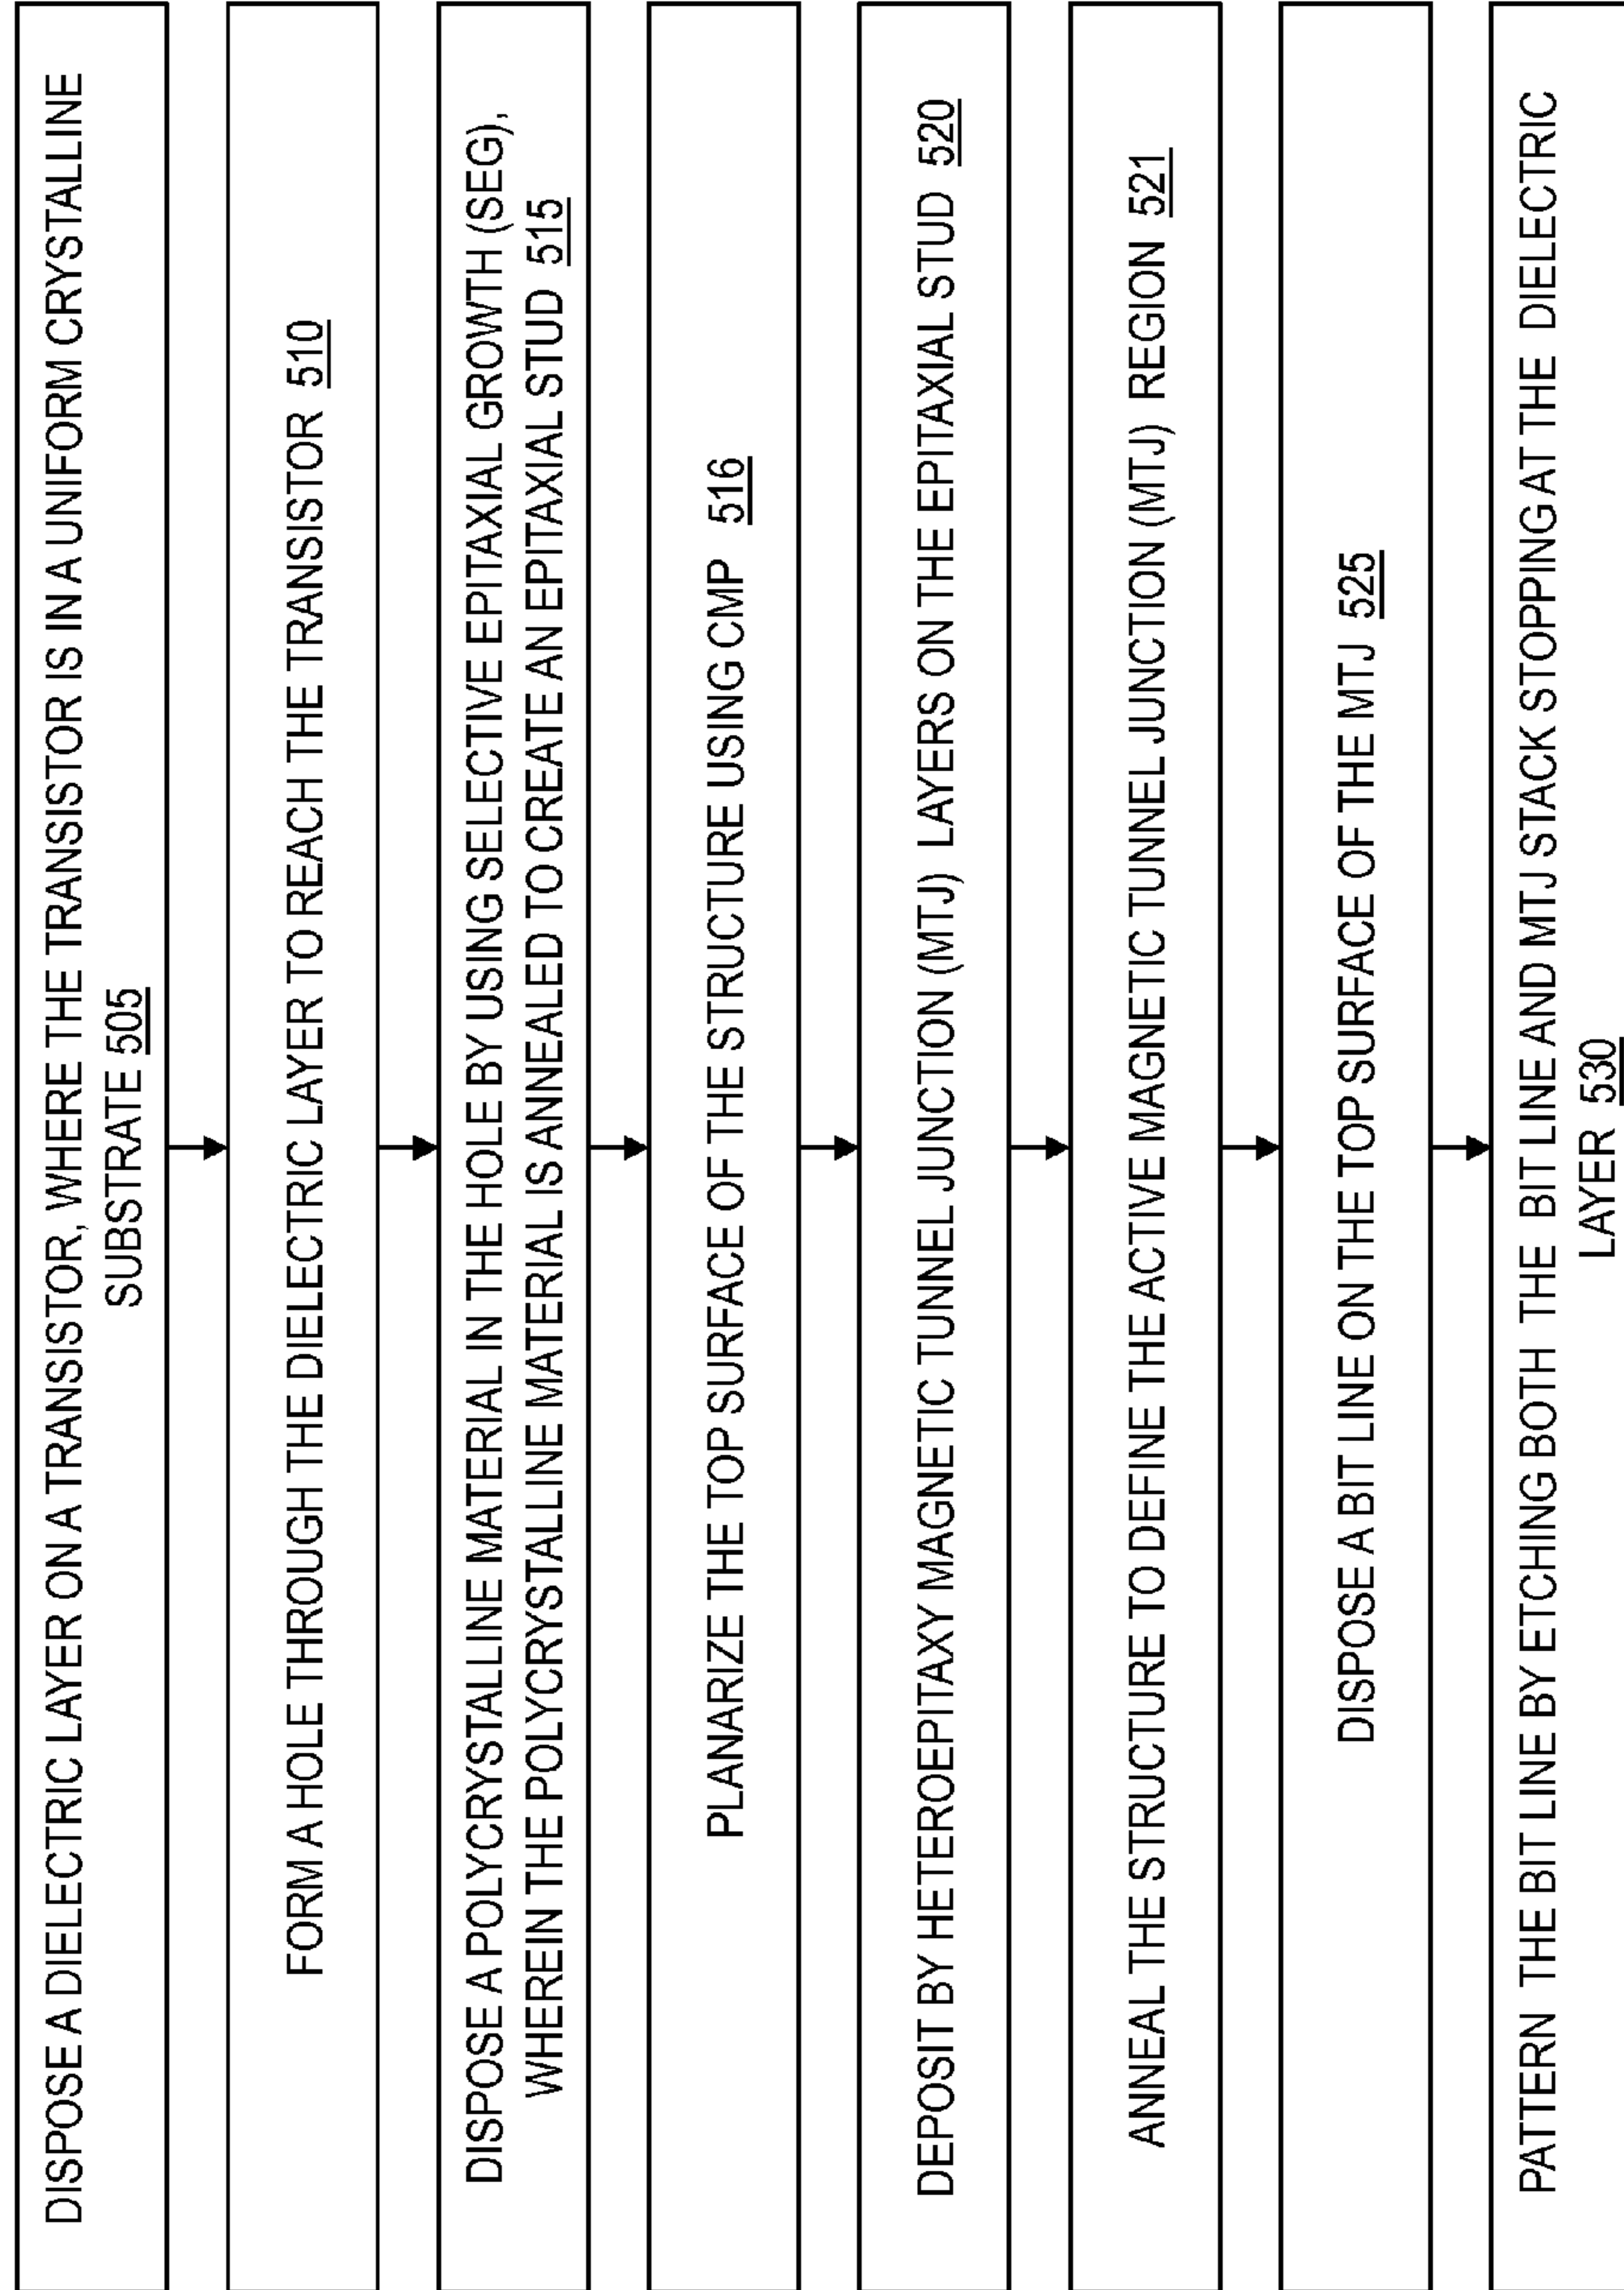 DISPOSE A DIELECTRIC LAYER ON A TRANSISTOR, WHERE THE TRANSISTOR IS IN A UNIFORM CRYSTALLINE
SUBSTRATE 505
FORM A HOLE THROUGH THE DIELECTRIC LAYER TO REACH THE TRANSISTOR 510
DISPOSE A POLYCRYSTALLINE MATERIAL IN THE HOLE BY USING SELECTIVE EPITAXIAL GROWTH (SEG),
WHEREIN THE POLYCRYSTALLINE MATERIAL IS ANNEALED TO CREATE AN EPITAXIAL STUD 515
PLANARIZE THE TOP SURFACE OF THE STRUCTURE USING CMP 516
DEPOSIT BY HETEROEPITAXY MAGNETIC TUNNEL JUNCTION (MTJ) LAYERS ON THE EPITAXIAL STUD 520
ANNEAL THE STRUCTURE TO DEFINE THE ACTIVE MAGNETIC TUNNEL JUNCTION (MTJ) REGION 521
DISPOSE A BIT LINE ON THE TOP SURFACE OF THE MTJ 525
PATTERN THE BIT LINE BY ETCHING BOTH THE BIT LINE AND MTJ STACK STOPPING AT THE DIELECTRIC
LAYER 530